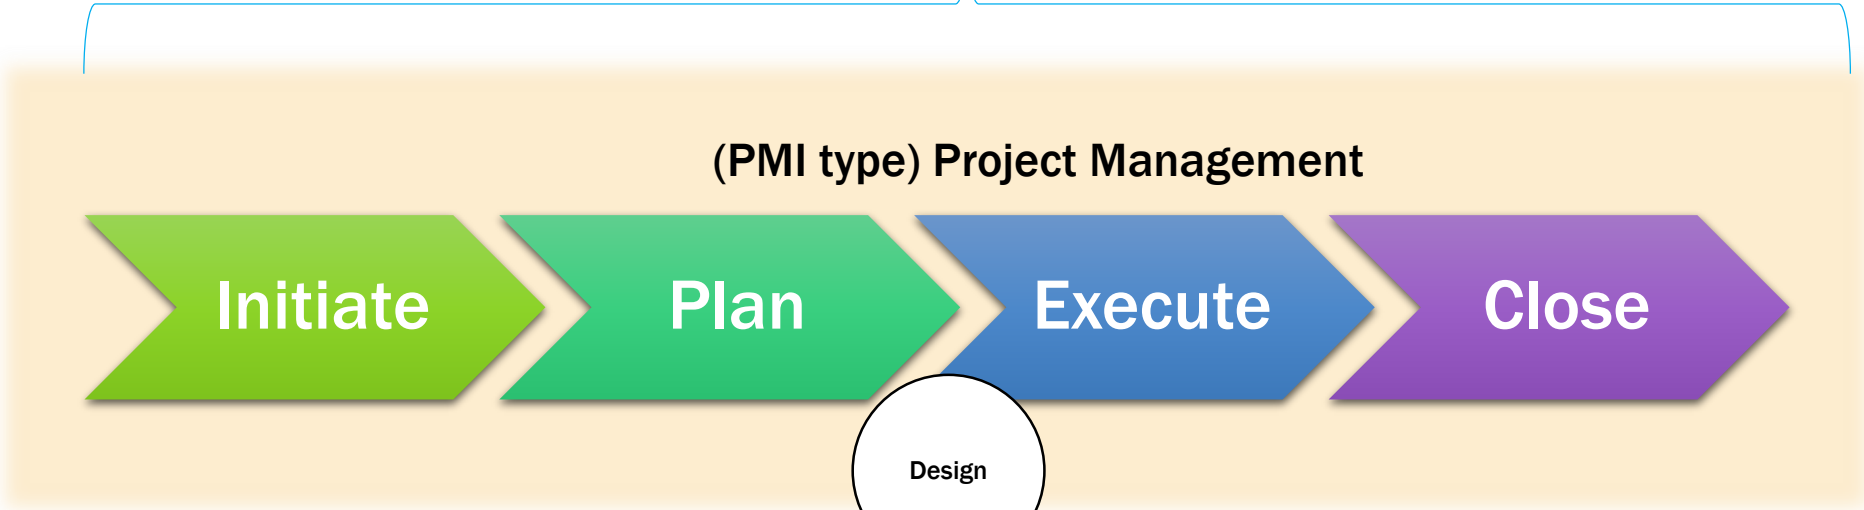 (PMI type) Project Management
Initiate
Plan
Execute
Close
Design